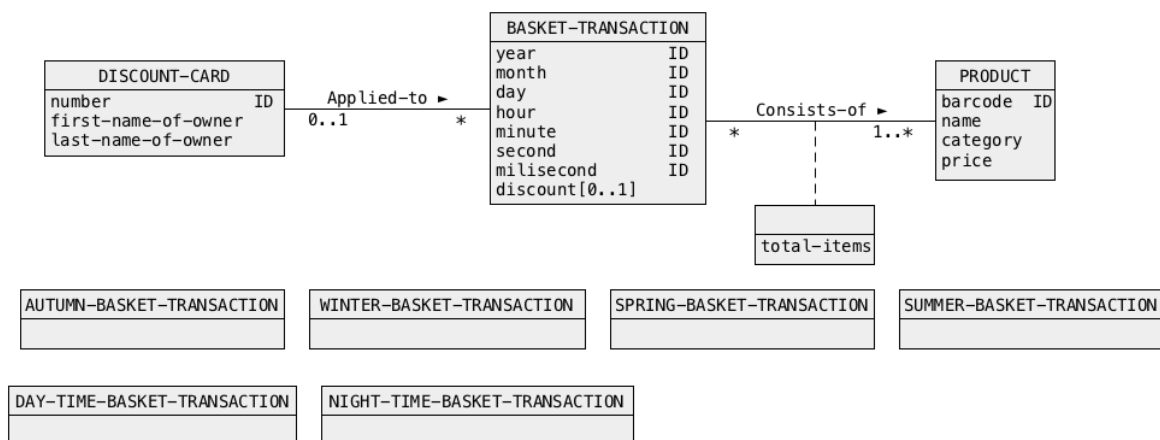 DISCOUNT-CARD
number ID
first-name-of-owner
last-name-of-owner
Applied-to ►
0..1 *
BASKET-TRANSACTION
year ID
month ID
day ID
hour ID
minute ID
second ID
milisecond ID
discount[0..1]
Consists-of ►
* 1..*
total-items
PRODUCT
barcode ID
name
category
price
AUTUMN-BASKET-TRANSACTION
WINTER-BASKET-TRANSACTION
SPRING-BASKET-TRANSACTION
SUMMER-BASKET-TRANSACTION
DAY-TIME-BASKET-TRANSACTION
NIGHT-TIME-BASKET-TRANSACTION